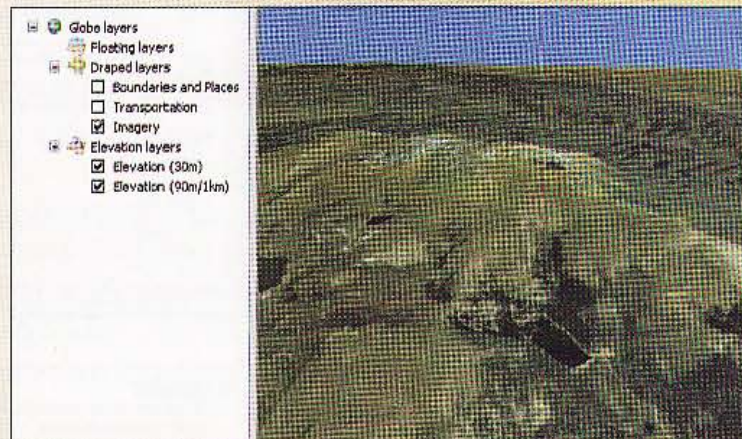 Globe layers
Floating layers
Draped layers
Boundaries and Places
Transportation
Imagery
Elevation layers
Elevation (30m)
Elevation (90m/1km)